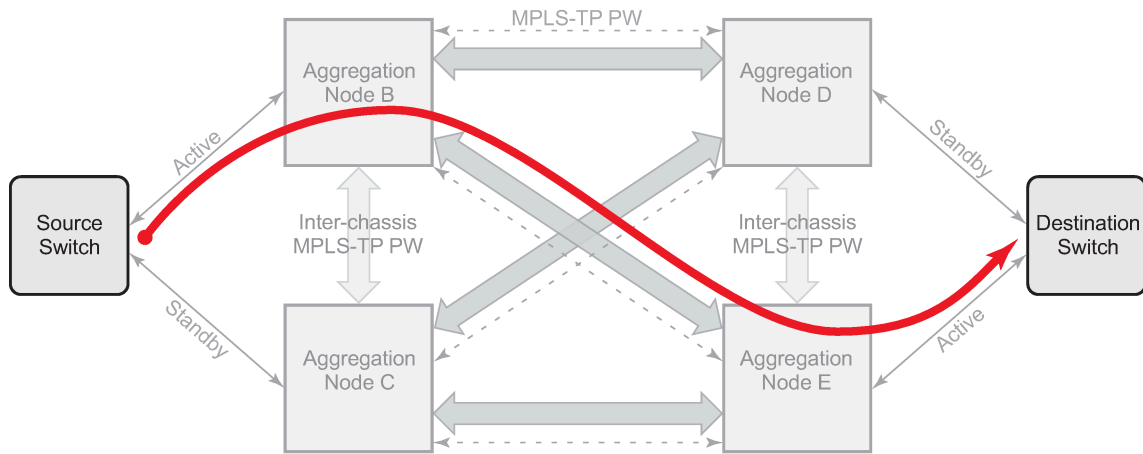 MPLS-TP PW
Aggregation
Node B
Aggregation
Node D
Active
Standby
Source
Switch
Inter-chassis
MPLS-TP PW
Inter-chassis
MPLS-TP PW
Destination
Switch
Standby
Aggregation
Node C
Aggregation
Node E
Active